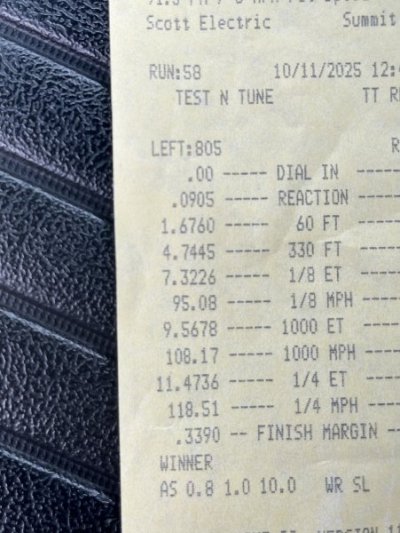 Scott Electric Summit
RUN:58 10/11/2025 12:4
TEST N TUNE TT R
LEFT:805 R
.00 ----- DIAL IN ---
.0905 ----- REACTION ----
1.6760 ----- 60 FT ----
4.7445 ----- 330 FT ----
7.3226 ----- 1/8 ET ----
95.08 ----- 1/8 MPH ----
9.5678 ----- 1000 ET ----
108.17 ----- 1000 MPH ----
11.4736 ----- 1/4 ET ----
118.51 ----- 1/4 MPH ----
.3390 -- FINISH MARGIN --
WINNER
AS 0.8 1.0 10.0 WR SL